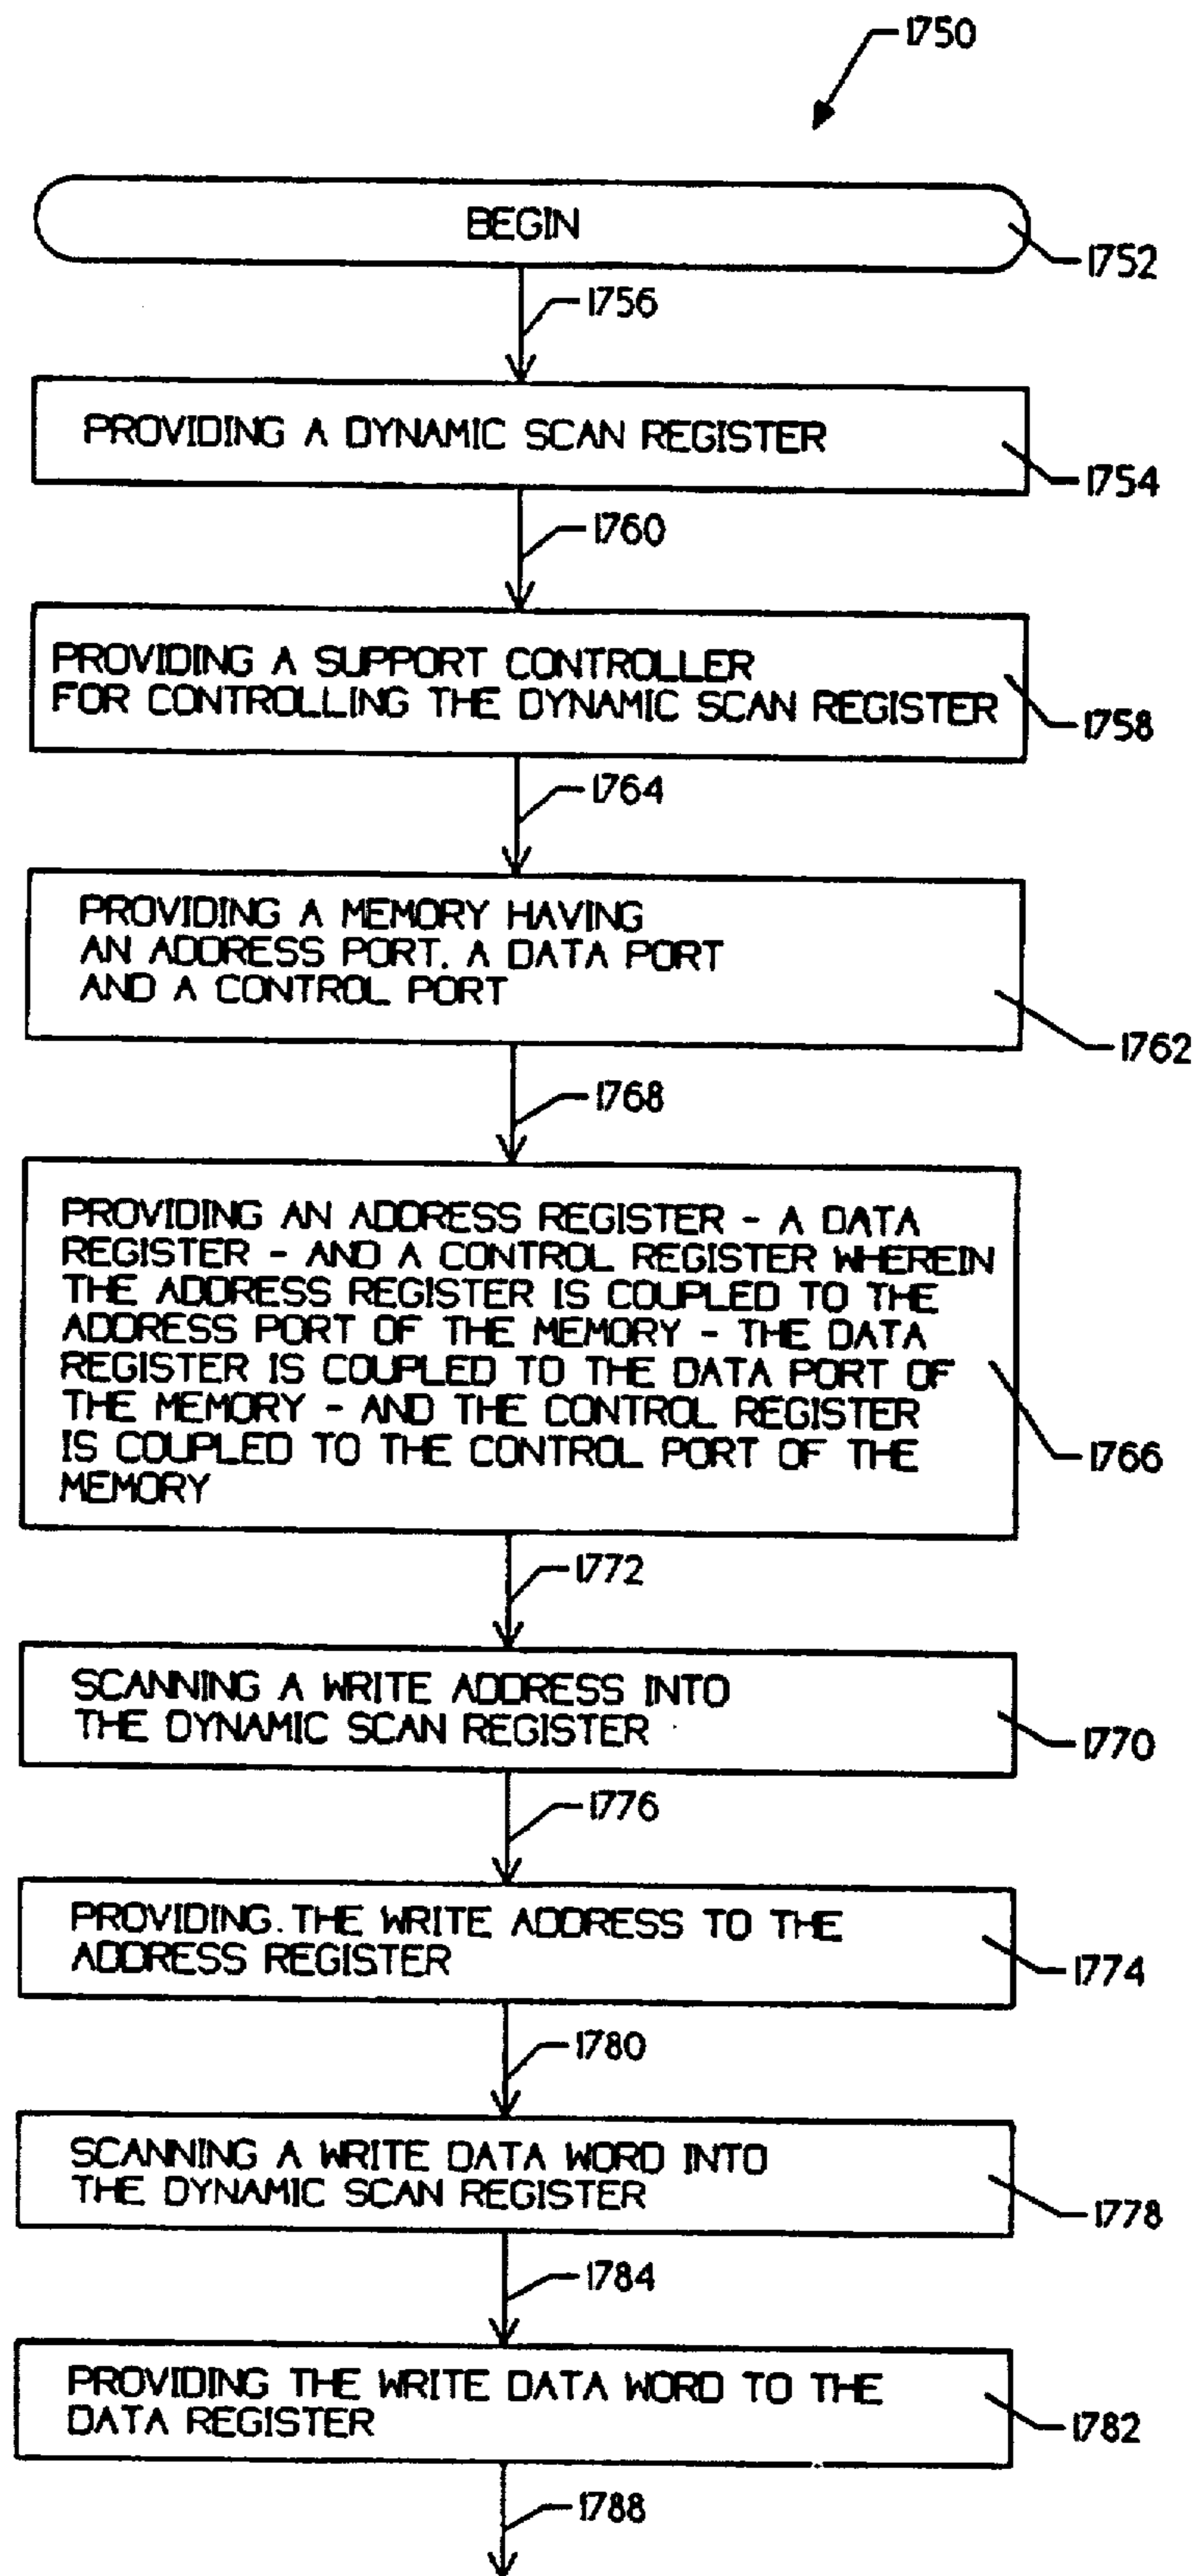 1750
BEGIN
1752
1756
PROVIDING A DYNAMIC SCAN REGISTER
1754
1760
PROVIDING A SUPPORT CONTROLLER
FOR CONTROLLING THE DYNAMIC SCAN REGISTER
1758
1764
PROVIDING A MEMORY HAVING
AN ADDRESS PORT. A DATA PORT
AND A CONTROL PORT
1762
1768
PROVIDING AN ADDRESS REGISTER - A DATA
REGISTER - AND A CONTROL REGISTER WHEREIN
THE ADDRESS REGISTER IS COUPLED TO THE
ADDRESS PORT OF THE MEMORY - THE DATA
REGISTER IS COUPLED TO THE DATA PORT OF
THE MEMORY - AND THE CONTROL REGISTER
IS COUPLED TO THE CONTROL PORT OF THE
MEMORY
1766
1772
SCANNING A WRITE ADDRESS INTO
THE DYNAMIC SCAN REGISTER
1770
1776
PROVIDING.THE WRITE ADDRESS TO THE
ADDRESS REGISTER
1774
1780
SCANNING A WRITE DATA WORD INTO
THE DYNAMIC SCAN REGISTER
1778
1784
PROVIDING THE WRITE DATA WORD TO THE
DATA REGISTER
1782
1788